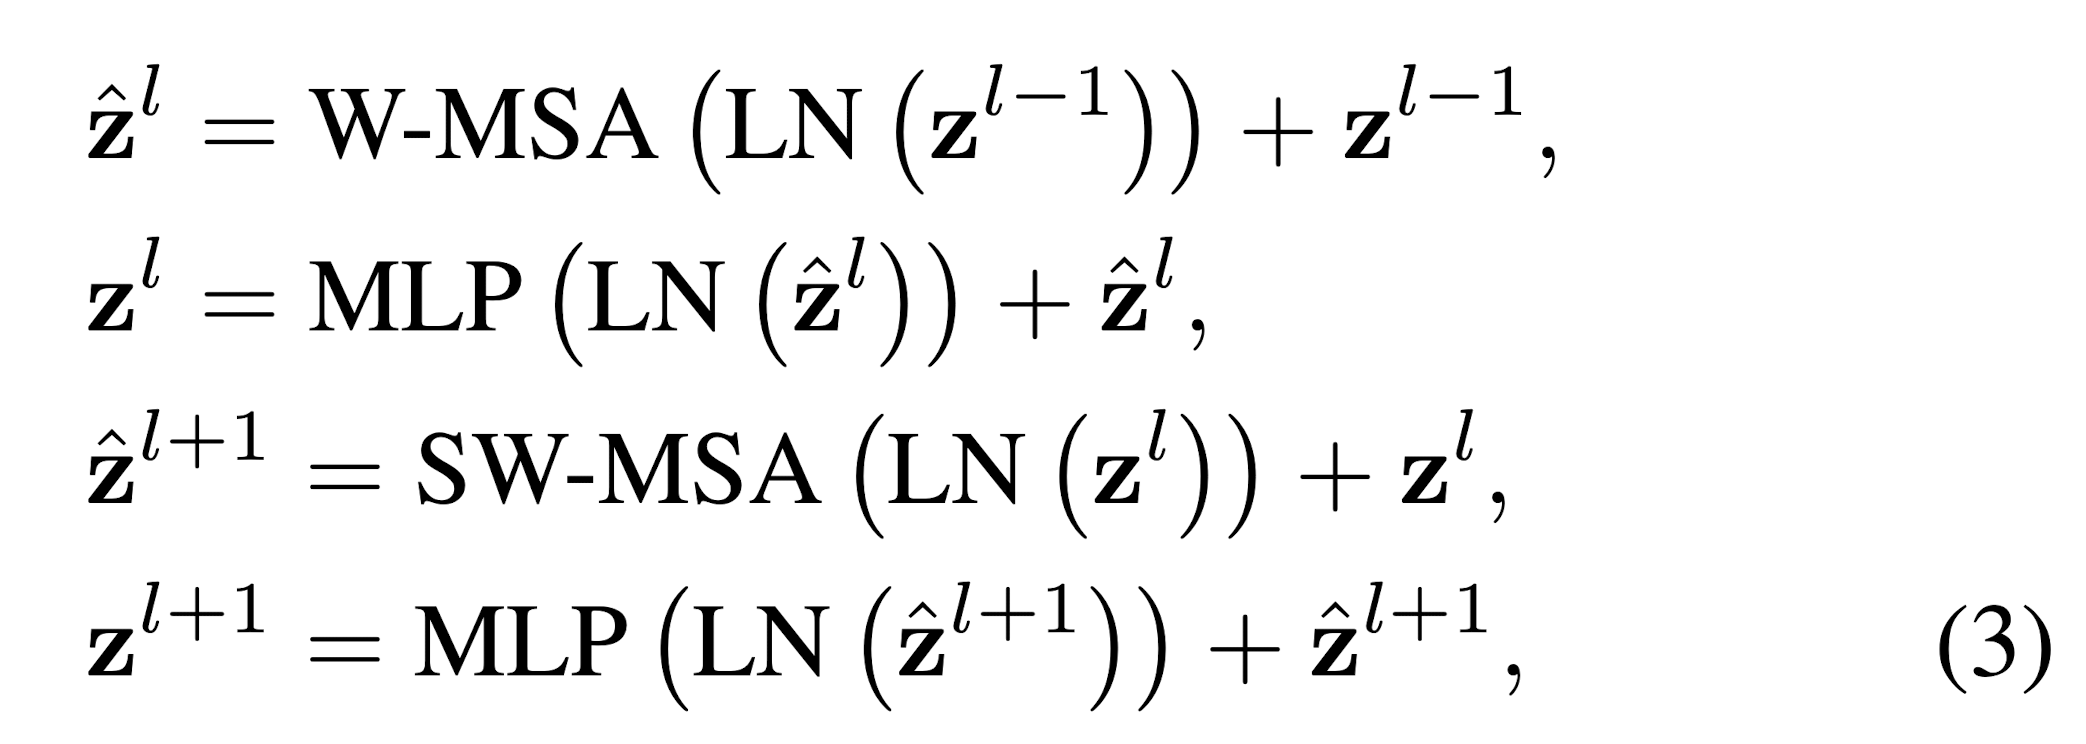 ẑ^l = W-MSA(LN(z^{l−1})) + z^{l−1},
z^l = MLP(LN(ẑ^l)) + ẑ^l,
ẑ^{l+1} = SW-MSA(LN(z^l)) + z^l,
z^{l+1} = MLP(LN(ẑ^{l+1})) + ẑ^{l+1}, (3)